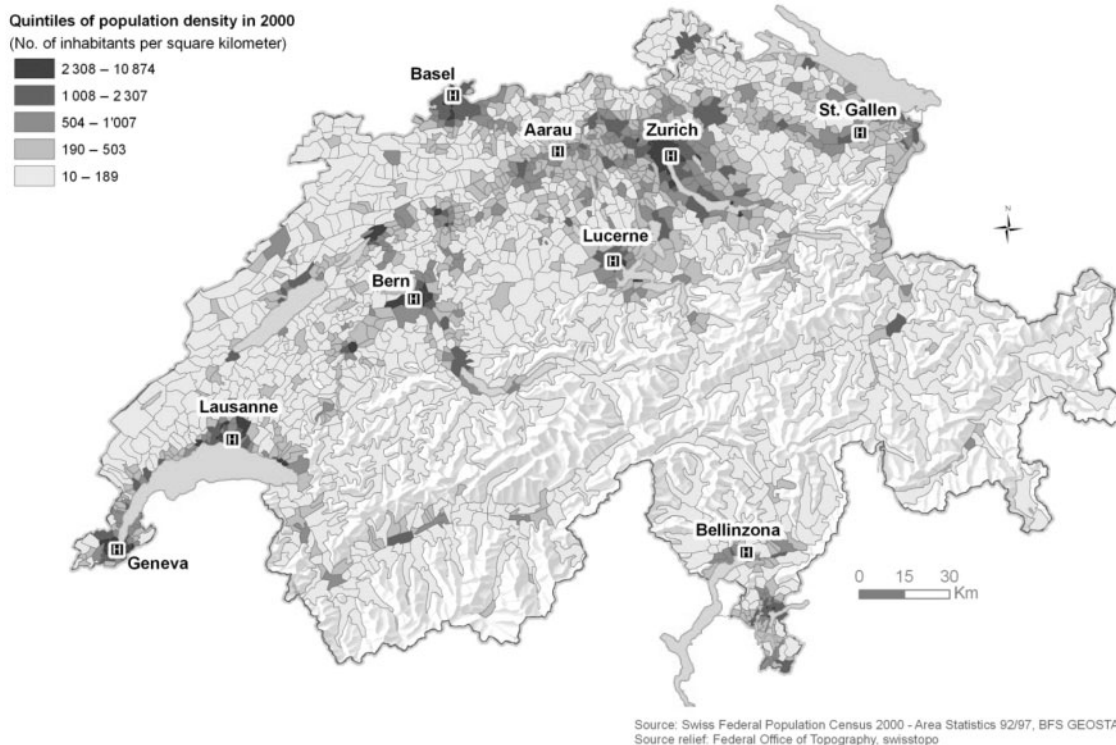 Quintiles of population density in 2000
(No. of inhabitants per square kilometer)
2 308 – 10 874
1 008 – 2 307
504 – 1'007
190 – 503
10 – 189
Basel
H
Aarau
H
Zurich
H
St. Gallen
H
N
Lucerne
H
Bern
H
Lausanne
H
Bellinzona
H
Geneva
H
0 15 30
Km
Source: Swiss Federal Population Census 2000 - Area Statistics 92/97, BFS GEOSTA
Source relief: Federal Office of Topography, swisstopo